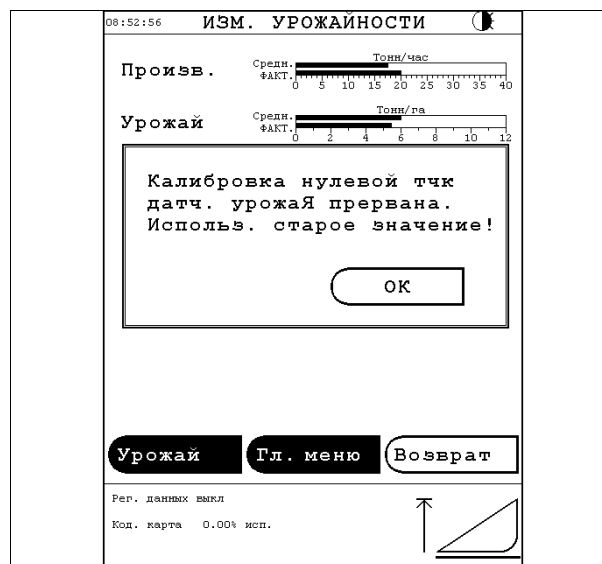 08:52:56 ИЗМ. УРОЖАЙНОСТИ
Тонн/час
Произв. Средн.
ФАКТ.
0 5 10 15 20 25 30 35 40
Тонн/га
Урожай Средн.
ФАКТ.
0 2 4 6 8 10 12
Калибровка нулевой тчк
датч. урожаЯ прервана.
Использ. старое значение!
ОК
Урожай Гл. меню Возврат
Рег. данных выкл
Код. карта 0.00% исп.